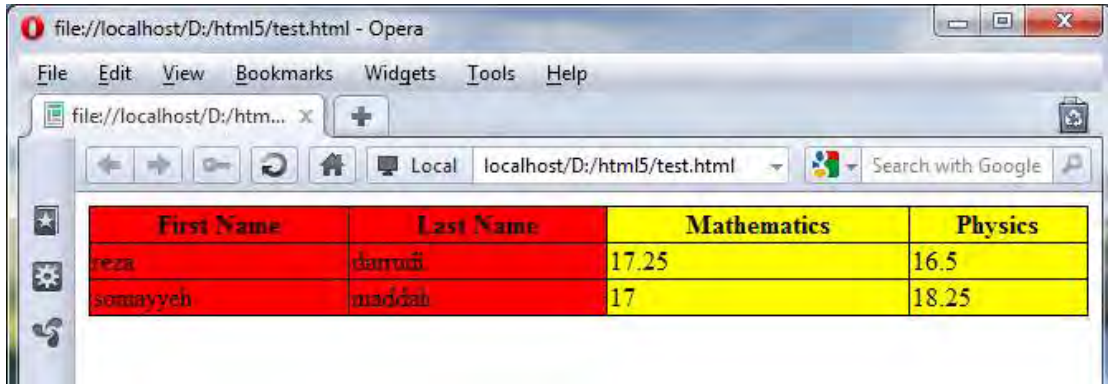 file://localhost/D:/html5/test.html - Opera
File Edit View Bookmarks Widgets Tools Help
file://localhost/D:/htm...
Local localhost/D:/html5/test.html Search with Google
First Name Last Name Mathematics Physics
reza darrudi 17.25 16.5
somayyeh maddah 17 18.25